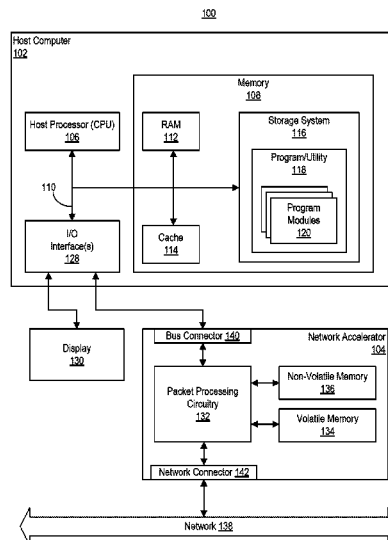 100
Host Computer
102
Memory
108
Host Processor (CPU)
106
RAM
112
Storage System
116
Program/Utility
118
110
Program
Modules
120
I/O
Interface(s)
128
Cache
114
Display
130
Bus Connector 140
Network Accelerator
104
Packet Processing
Circuitry
132
Non-Volatile Memory
136
Volatile Memory
134
Network Connector 142
Network 138